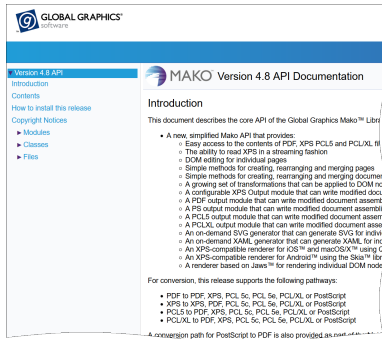 GLOBAL GRAPHICS®
software
Version 4.8 API
Introduction
Contents
How to install this release
Copyright Notices
Modules
Classes
Files
MAKO™ Version 4.8 API Documentation
Introduction
This document describes the core API of the Global Graphics Mako™ Libra
A new, simplified Mako API that provides:
Easy access to the contents of PDF, XPS, PCL5 and PCL/XL fil
The ability to read XPS in a streaming fashion
DOM editing for individual pages
Simple methods for creating, rearranging and merging pages
Simple methods for creating, rearranging and merging documen
A growing set of transformations that can be applied to DOM no
A configurable XPS Output module that can write modified docu
A PDF output module that can write modified document assemb
A PS output module that can write modified document assembli
A PCL5 output module that can write modified document assem
A PCLXL output module that can write modified document assem
An on-demand SVG generator that can generate SVG for indivi
An on-demand XAML generator that can generate XAML for ind
An XPS-compatible renderer for iOS™ and macOS/X™ using C
An XPS-compatible renderer for Android™ using the Skia™ libr
A renderer based on Jaws™ for rendering individual DOM node
For conversion, this release supports the following pathways:
PDF to PDF, XPS, PCL 5c, PCL 5e, PCL/XL or PostScript
XPS to XPS, PDF, PCL 5c, PCL 5e, PCL/XL or PostScript
PCL5 to PDF, XPS, PCL 5c, PCL 5e, PCL/XL or PostScript
PCL/XL to PDF, XPS, PCL 5c, PCL 5e, PCL/XL or PostScript
A conversion path for PostScript to PDF is also provided as part of the